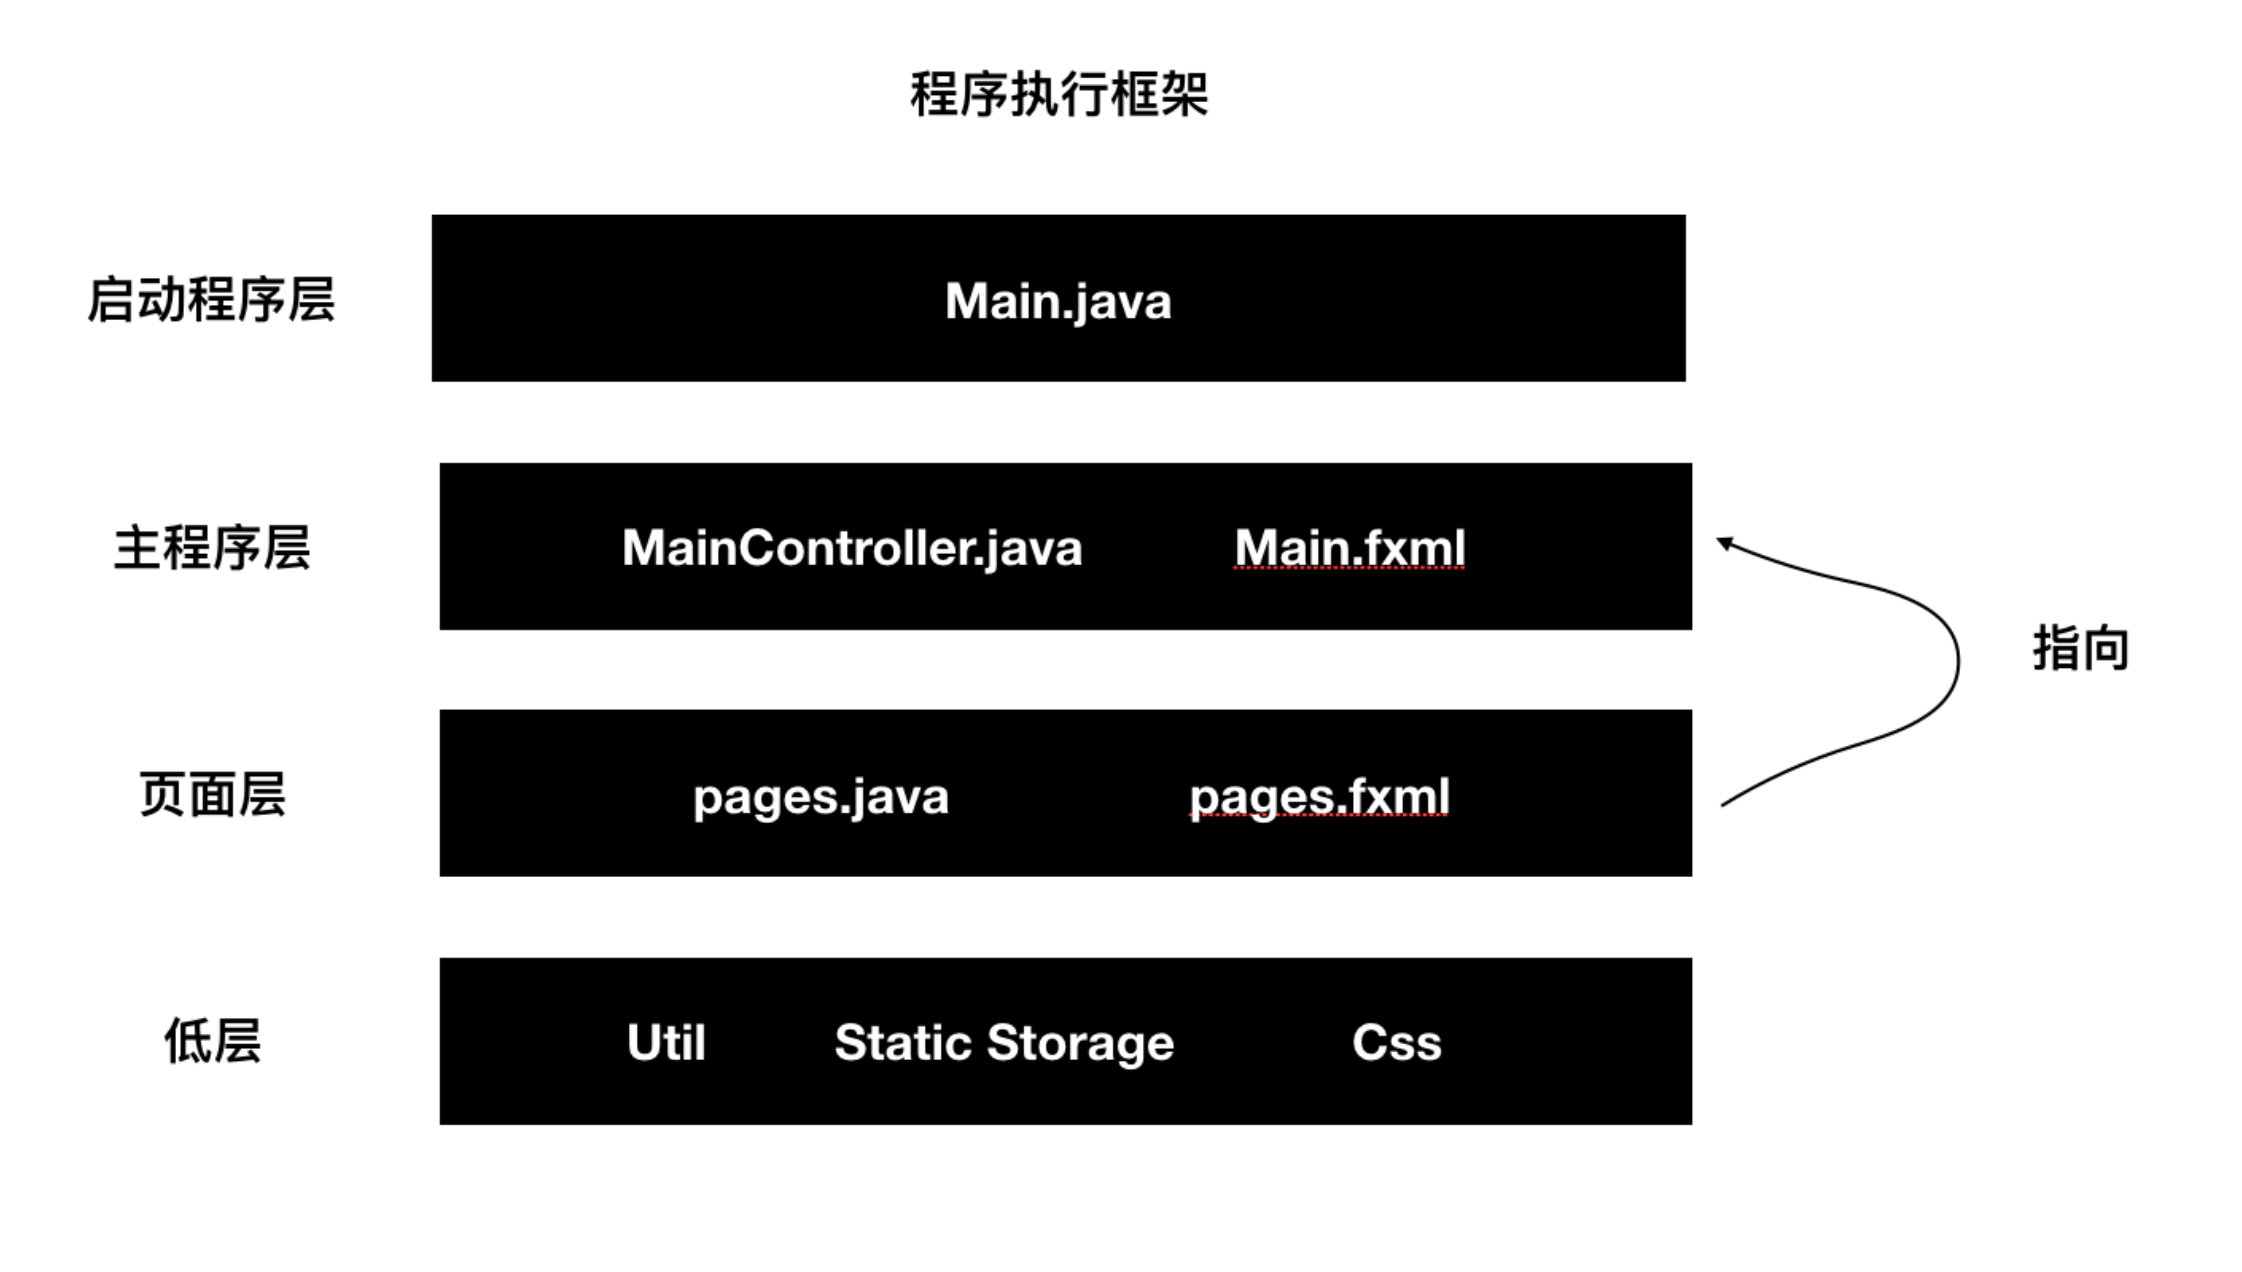 程序执行框架
启动程序层
Main.java
主程序层
MainController.java Main.fxml
指向
页面层
pages.java pages.fxml
低层
Util Static Storage Css